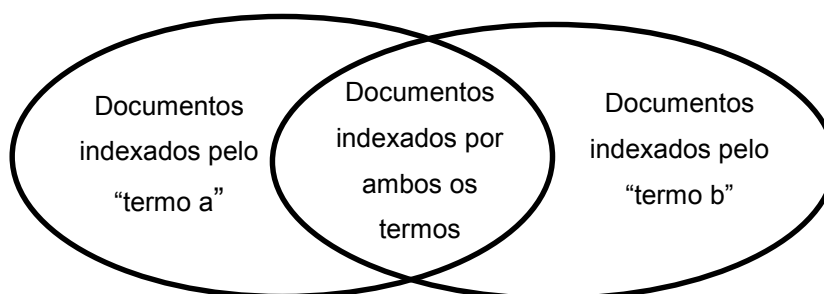 Documentos
indexados pelo
“termo a”
Documentos
indexados por
ambos os
termos
Documentos
indexados pelo
“termo b”